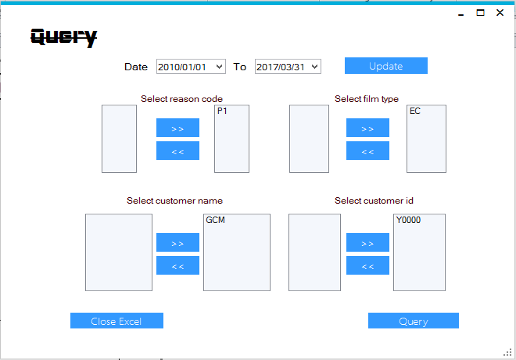 Query
Date 2010/01/01 To 2017/03/31 Update
Select reason code Select film type
P1 EC
>> >>
<< <<
Select customer name Select customer id
GCM Y0000
>> >>
<< <<
Close Excel Query